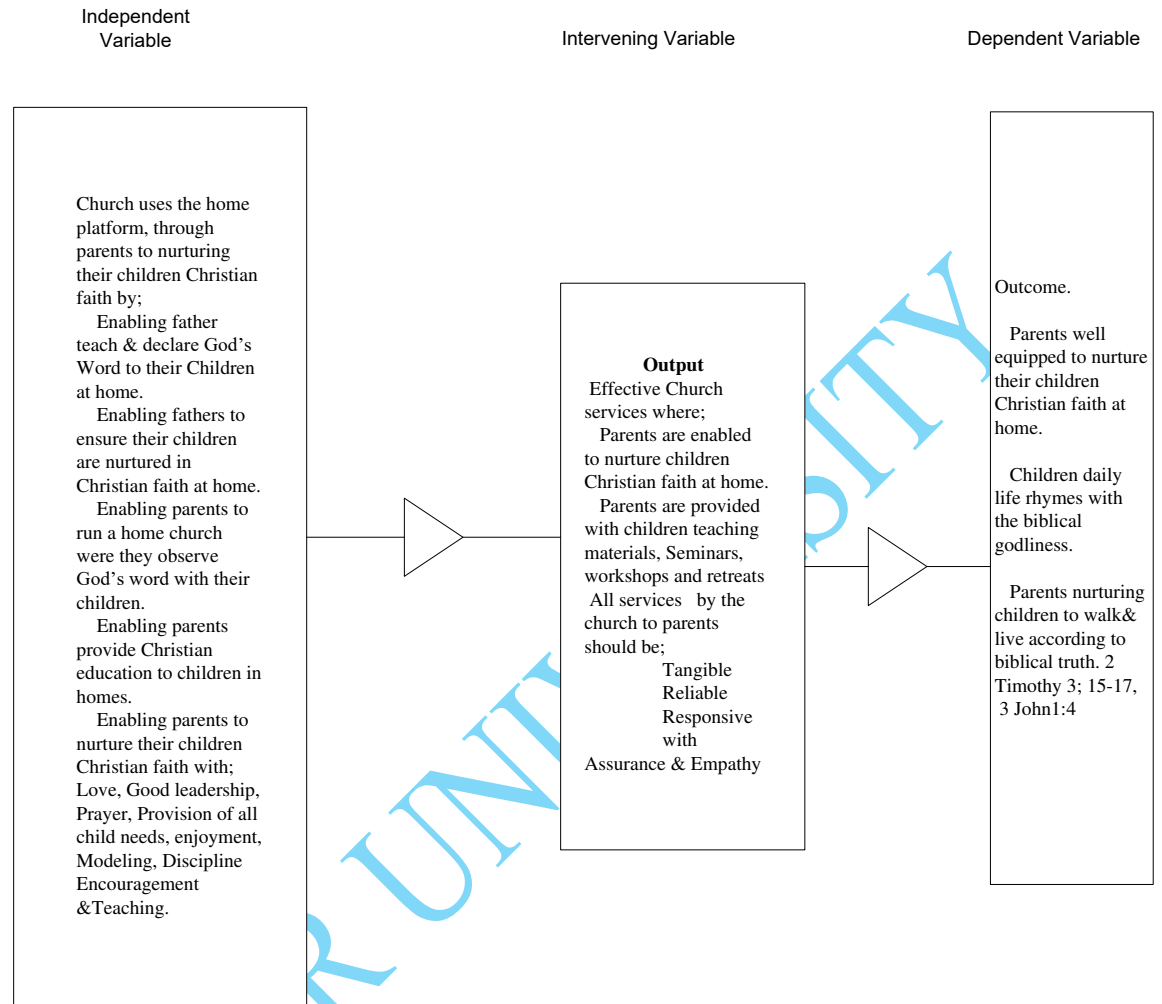 Independent
Variable
Intervening Variable
Dependent Variable
Church uses the home
platform, through
parents to nurturing
their children Christian
faith by;
Enabling father
teach & declare God's
Word to their Children
at home.
Enabling fathers to
ensure their children
are nurtured in
Christian faith at home.
Enabling parents to
run a home church
were they observe
God's word with their
children.
Enabling parents
provide Christian
education to children in
homes.
Enabling parents to
nurture their children
Christian faith with;
Love, Good leadership,
Prayer, Provision of all
child needs, enjoyment,
Modeling, Discipline
Encouragement
&Teaching.
Output
Effective Church
services where;
Parents are enabled
to nurture children
Christian faith at home.
Parents are provided
with children teaching
materials, Seminars,
workshops and retreats
All services by the
church to parents
should be;
Tangible
Reliable
Responsive
with
Assurance & Empathy
Outcome.
Parents well
equipped to nurture
their children
Christian faith at
home.
Children daily
life rhymes with
the biblical
godliness.
Parents nurturing
children to walk&
live according to
biblical truth. 2
Timothy 3; 15-17,
3 John1:4